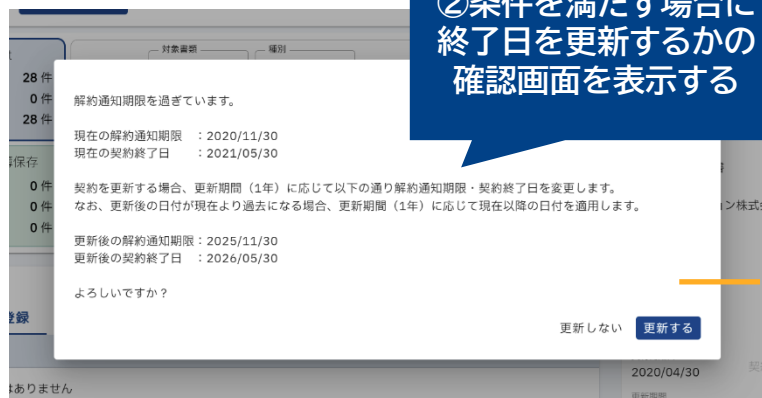 ②条件を満たす場合に
終了日を更新するかの
確認画面を表示する
対象書類
種別
28 件
0 件
28 件
保存
0 件
0 件
0 件
解約通知期限を過ぎています。
現在の解約通知期限 ：2020/11/30
現在の契約終了日 ：2021/05/30
契約を更新する場合、更新期間（1年）に応じて以下の通り解約通知期限・契約終了日を変更します。
なお、更新後の日付が現在より過去になる場合、更新期間（1年）に応じて現在以降の日付を適用します。
更新後の解約通知期限：2025/11/30
更新後の契約終了日 ：2026/05/30
よろしいですか？
更新しない
更新する
ン株式
登録
はありません
2020/04/30
契
更新期間